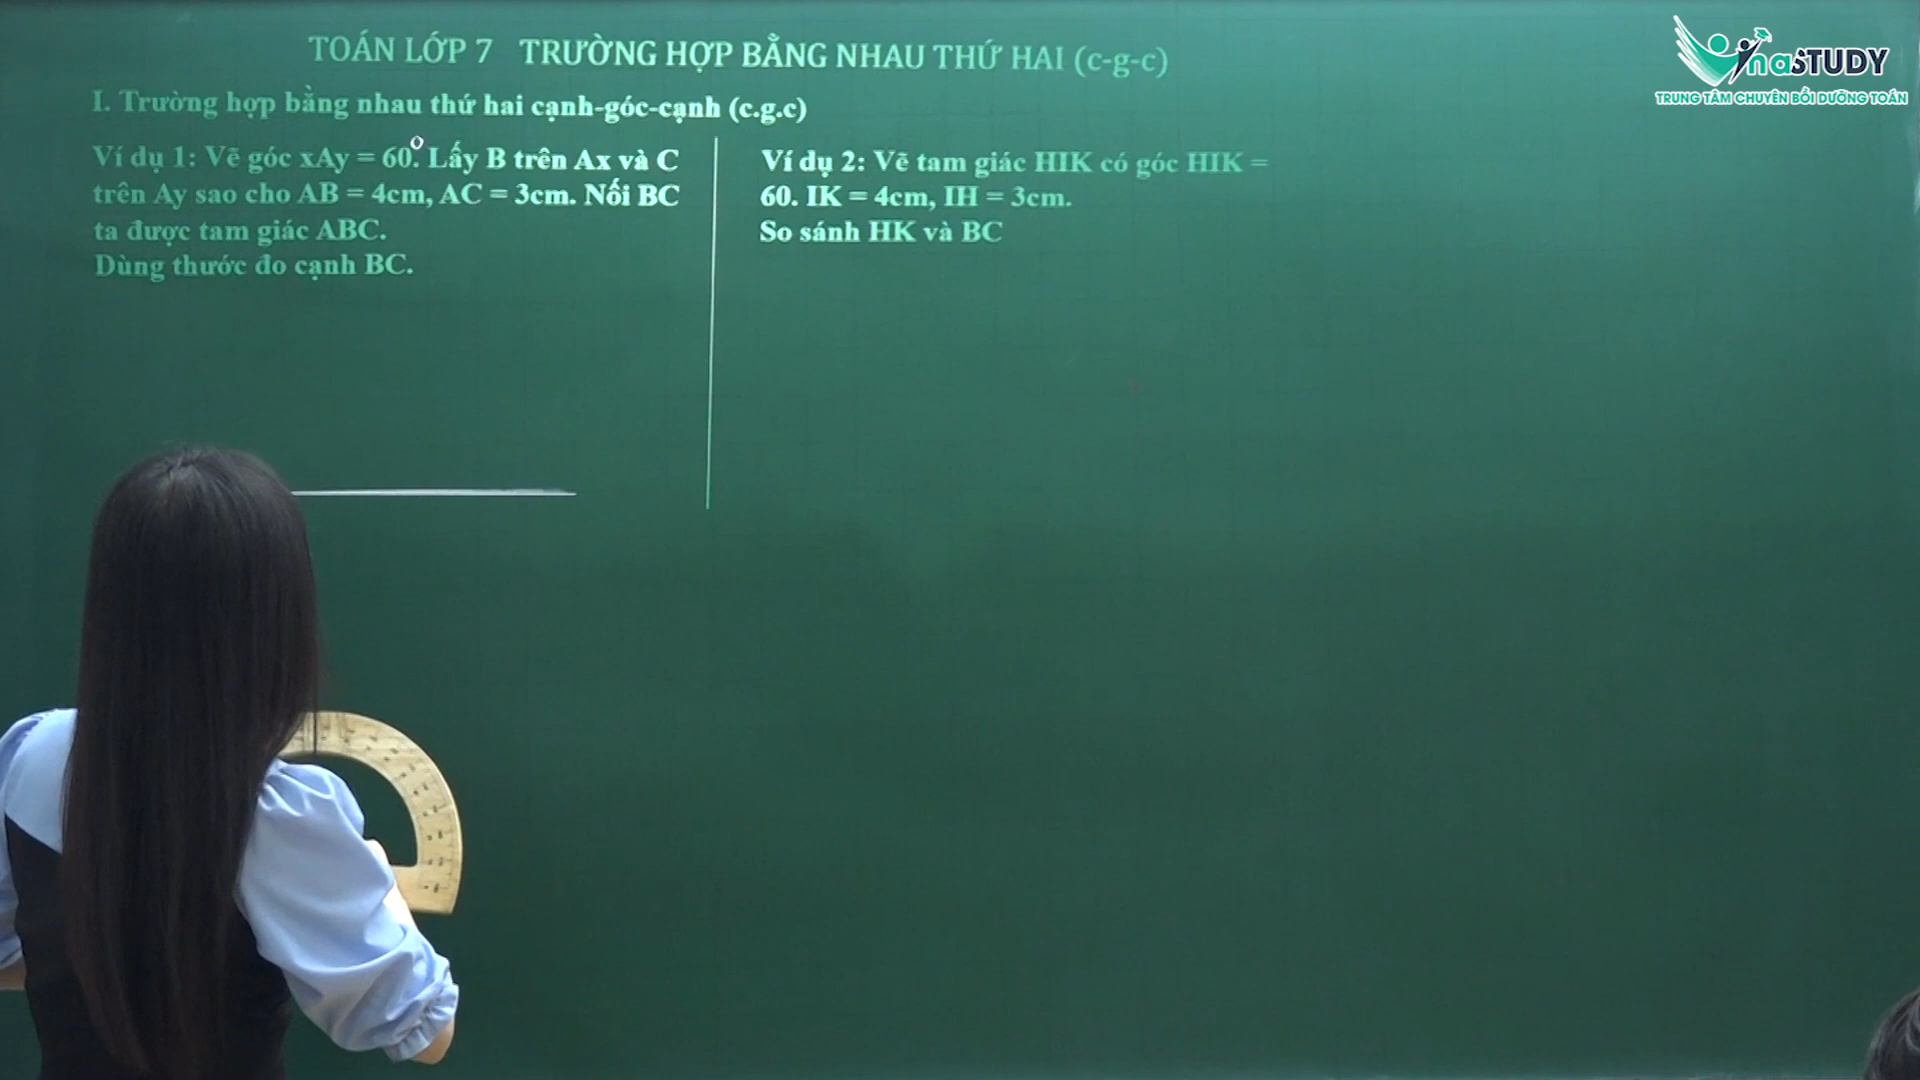 TOÁN LỚP 7 TRƯỜNG HỢP BẰNG NHAU THỨ HAI (c-g-c)
I. Trường hợp bằng nhau thứ hai cạnh-góc-cạnh (c.g.c)
Ví dụ 1: Vẽ góc xAy = 60.° Lấy B trên Ax và C
trên Ay sao cho AB = 4cm, AC = 3cm. Nối BC
ta được tam giác ABC.
Dùng thước đo cạnh BC.
Ví dụ 2: Vẽ tam giác HIK có góc HIK =
60. IK = 4cm, IH = 3cm.
So sánh HK và BC
VinaSTUDY
TRUNG TÂM CHUYÊN BỒI DƯỠNG TOÁN